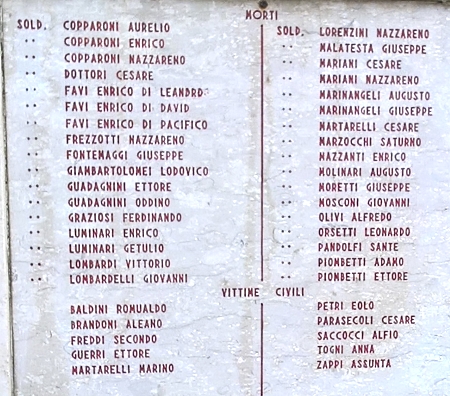 MORTI
SOLD. COPPARONI AURELIO
" COPPARONI ENRICO
" COPPARONI NAZZARENO
" DOTTORI CESARE
" FAVI ENRICO DI LEANDRO
" FAVI ENRICO DI DAVID
" FAVI ENRICO DI PACIFICO
" FREZZOTTI NAZZARENO
" FONTEMAGGI GIUSEPPE
" GIAMBARTOLOMEI LODOVICO
" GUADAGNINI ETTORE
" GUADAGNINI ODDINO
" GRAZIOSI FERDINANDO
" LUMINARI ENRICO
" LUMINARI GETULIO
" LOMBARDI VITTORIO
" LOMBARDELLI GIOVANNI
SOLD. LORENZINI NAZZARENO
" MALATESTA GIUSEPPE
" MARIANI CESARE
" MARIANI NAZZARENO
" MARINANGELI AUGUSTO
" MARINANGELI GIUSEPPE
" MARTARELLI CESARE
" MARZOCCHI SATURNO
" NAZZANTI ENRICO
" MOLINARI AUGUSTO
" MORETTI GIUSEPPE
" MOSCONI GIOVANNI
" OLIVI ALFREDO
" ORSETTI LEONARDO
" PANDOLFI SANTE
" PIONBETTI ADAMO
" PIONBETTI ETTORE
VITTIME CIVILI
BALDINI ROMUALDO
BRANDONI ALEANO
FREDDI SECONDO
GUERRI ETTORE
MARTARELLI MARINO
PETRI EOLO
PARASECOLI CESARE
SACCOCCI ALFIO
TOGNI ANNA
ZAPPI ASSUNTA